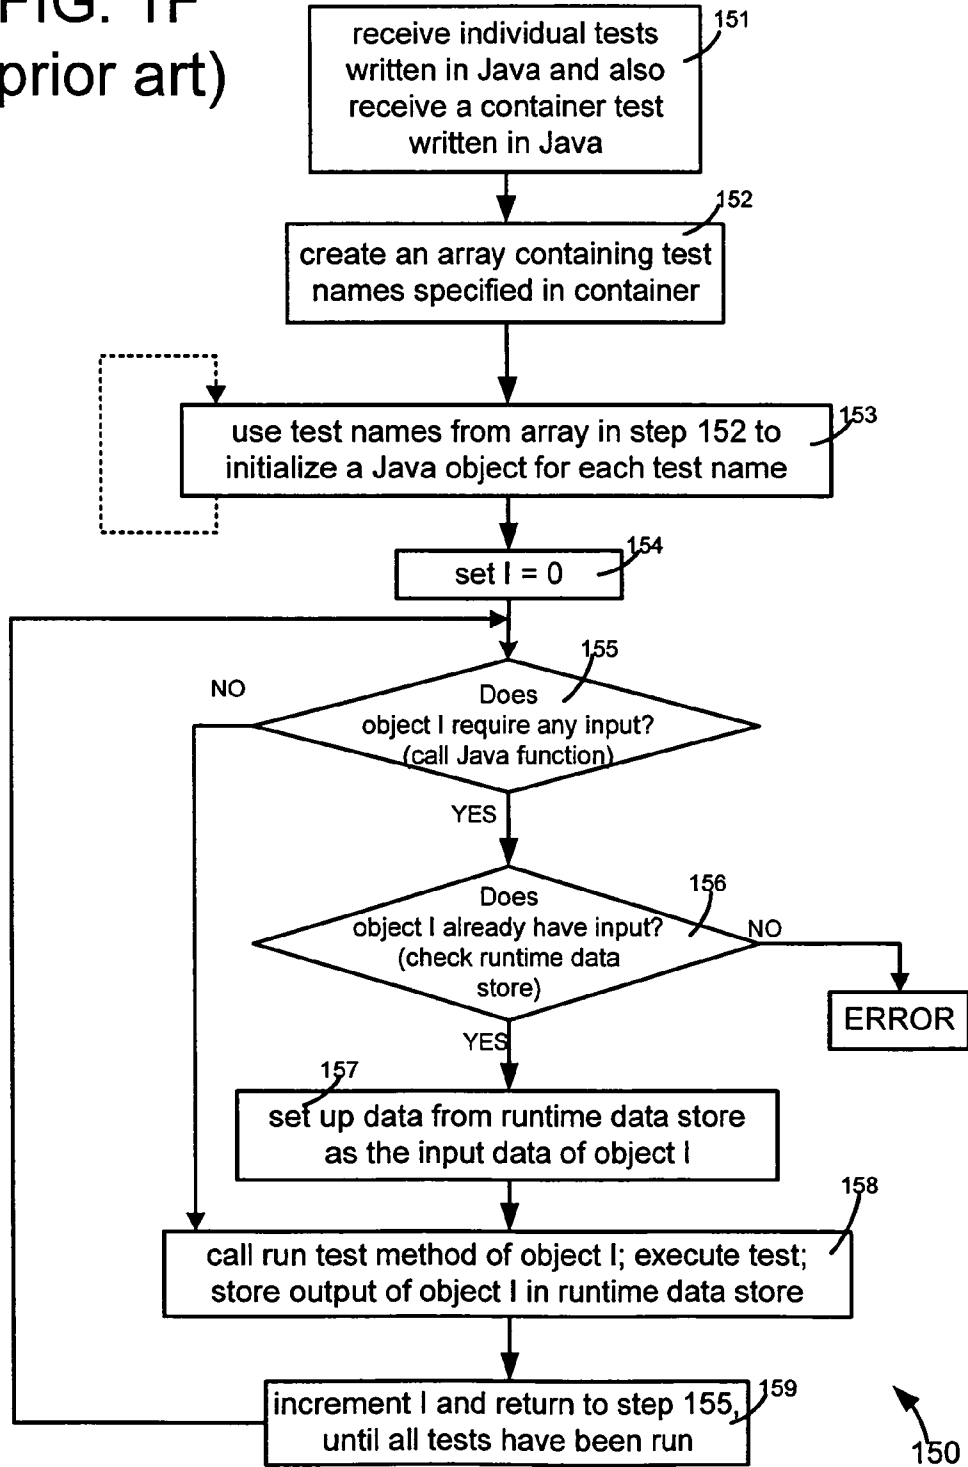 FIG. 1F
prior art)
151
receive individual tests
written in Java and also
receive a container test
written in Java
152
create an array containing test
names specified in container
153
use test names from array in step 152 to
initialize a Java object for each test name
154
set I = 0
155
NO
Does
object I require any input?
(call Java function)
YES
156
Does
object I already have input?
(check runtime data
store)
NO
ERROR
YES
157
set up data from runtime data store
as the input data of object I
158
call run test method of object I; execute test;
store output of object I in runtime data store
159
increment I and return to step 155,
until all tests have been run
150